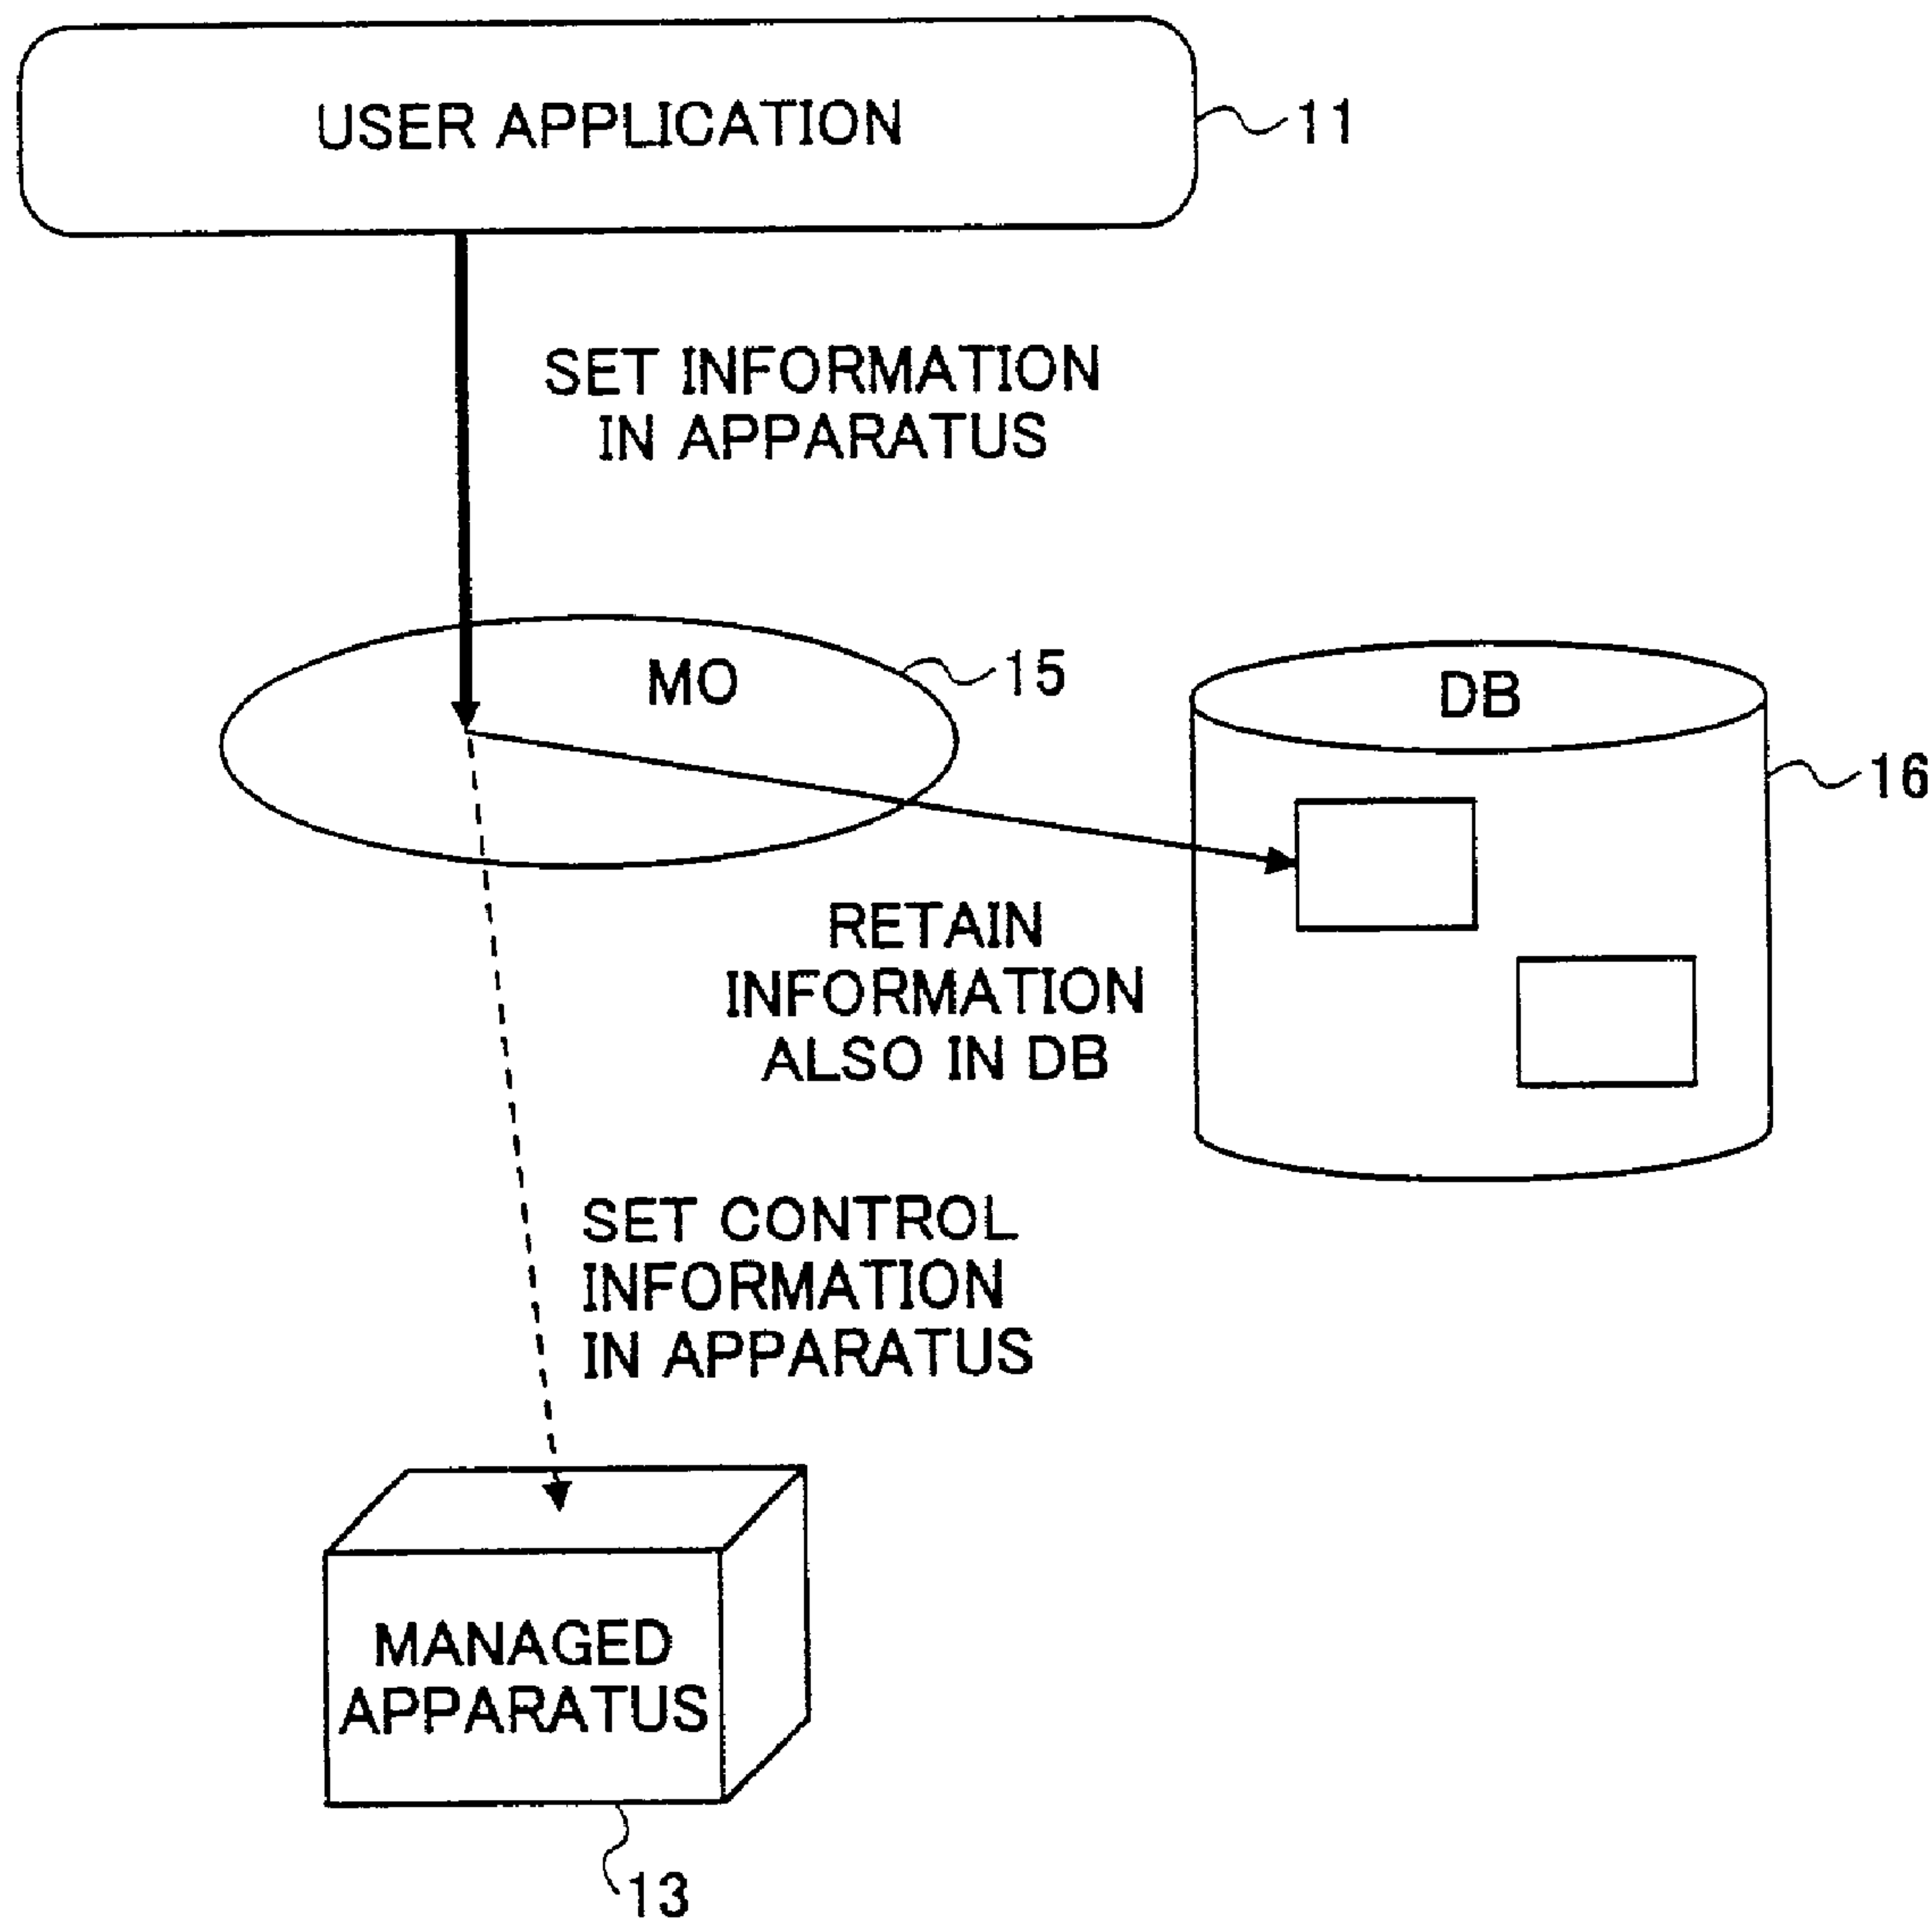 USER APPLICATION
11
SET INFORMATION
IN APPARATUS
MO
15
DB
16
RETAIN
INFORMATION
ALSO IN DB
SET CONTROL
INFORMATION
IN APPARATUS
MANAGED
APPARATUS
13